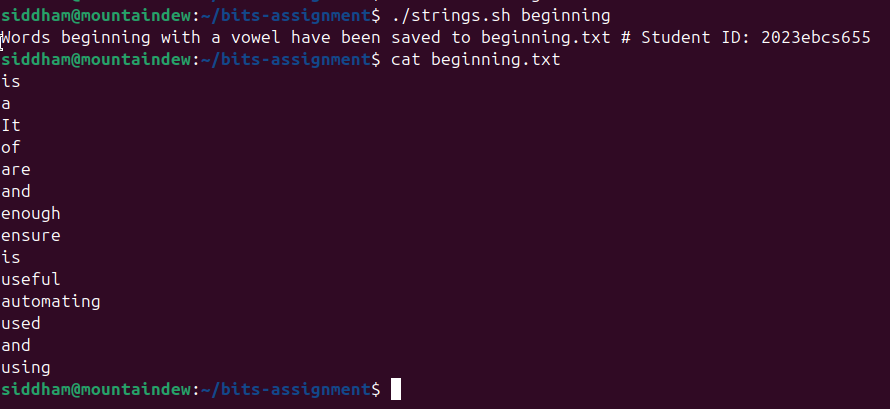 siddham@mountaindew:~/bits-assignment$ ./strings.sh beginning
Words beginning with a vowel have been saved to beginning.txt # Student ID: 2023ebcs655
siddham@mountaindew:~/bits-assignment$ cat beginning.txt
is
a
It
of
are
and
enough
ensure
is
useful
automating
used
and
using
siddham@mountaindew:~/bits-assignment$